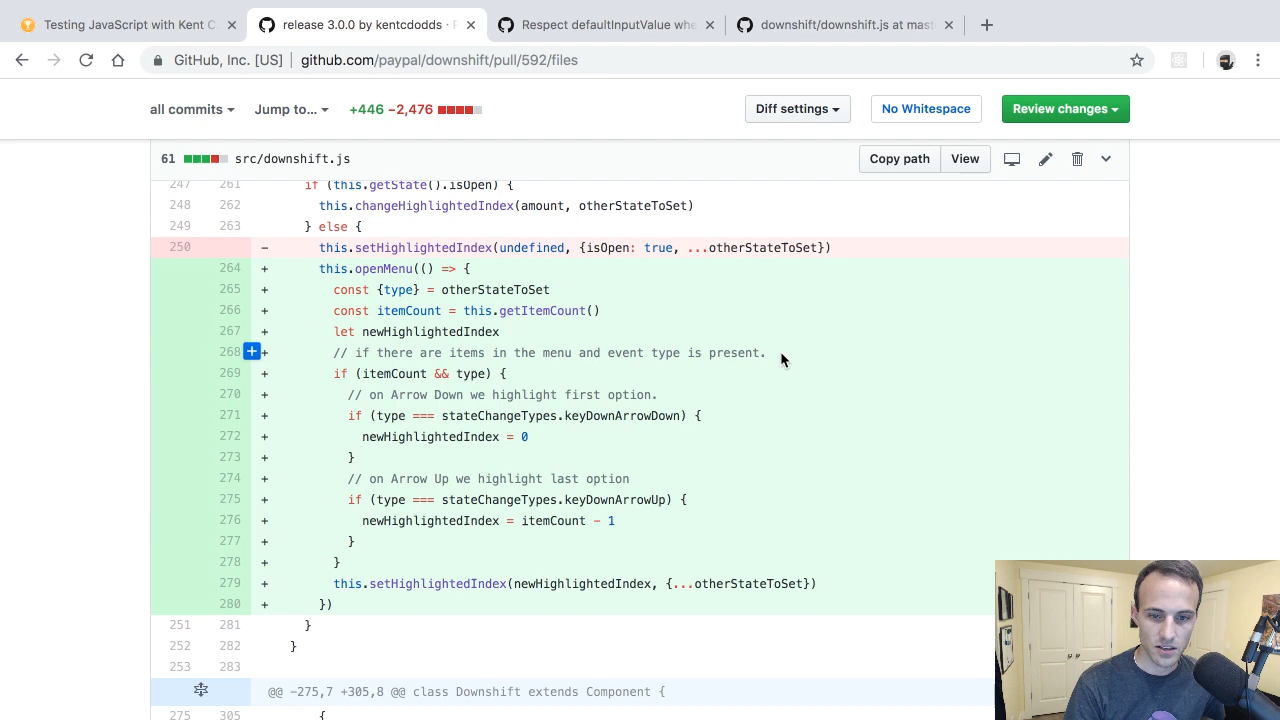 Testing JavaScript with Kent C.
release 3.0.0 by kentcdodds · P
Respect defaultInputValue whe
downshift/downshift.js at mast
GitHub, Inc. [US] | github.com/paypal/downshift/pull/592/files
all commits Jump to... +446 −2,476 Diff settings No Whitespace Review changes
61 src/downshift.js Copy path View
247 261 if (this.getState().isOpen) {
248 262 this.changeHighlightedIndex(amount, otherStateToSet)
249 263 } else {
250 - this.setHighlightedIndex(undefined, {isOpen: true, ...otherStateToSet})
264 + this.openMenu(() => {
265 + const {type} = otherStateToSet
266 + const itemCount = this.getItemCount()
267 + let newHighlightedIndex
268 + // if there are items in the menu and event type is present.
269 + if (itemCount && type) {
270 + // on Arrow Down we highlight first option.
271 + if (type === stateChangeTypes.keyDownArrowDown) {
272 + newHighlightedIndex = 0
273 + }
274 + // on Arrow Up we highlight last option
275 + if (type === stateChangeTypes.keyDownArrowUp) {
276 + newHighlightedIndex = itemCount - 1
277 + }
278 + }
279 + this.setHighlightedIndex(newHighlightedIndex, {...otherStateToSet})
280 + })
251 281 }
252 282 }
253 283
@@ -275,7 +305,8 @@ class Downshift extends Component {
275 305 {